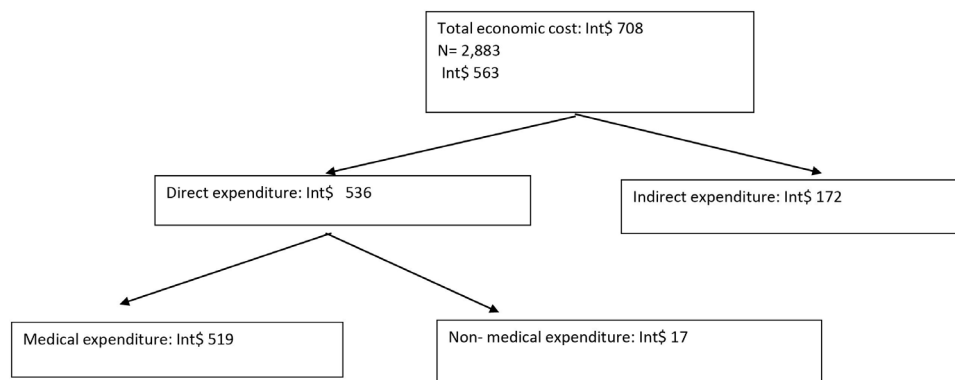 Total economic cost: Int$ 708
N= 2,883
Int$ 563
Direct expenditure: Int$ 536
Indirect expenditure: Int$ 172
Medical expenditure: Int$ 519
Non- medical expenditure: Int$ 17